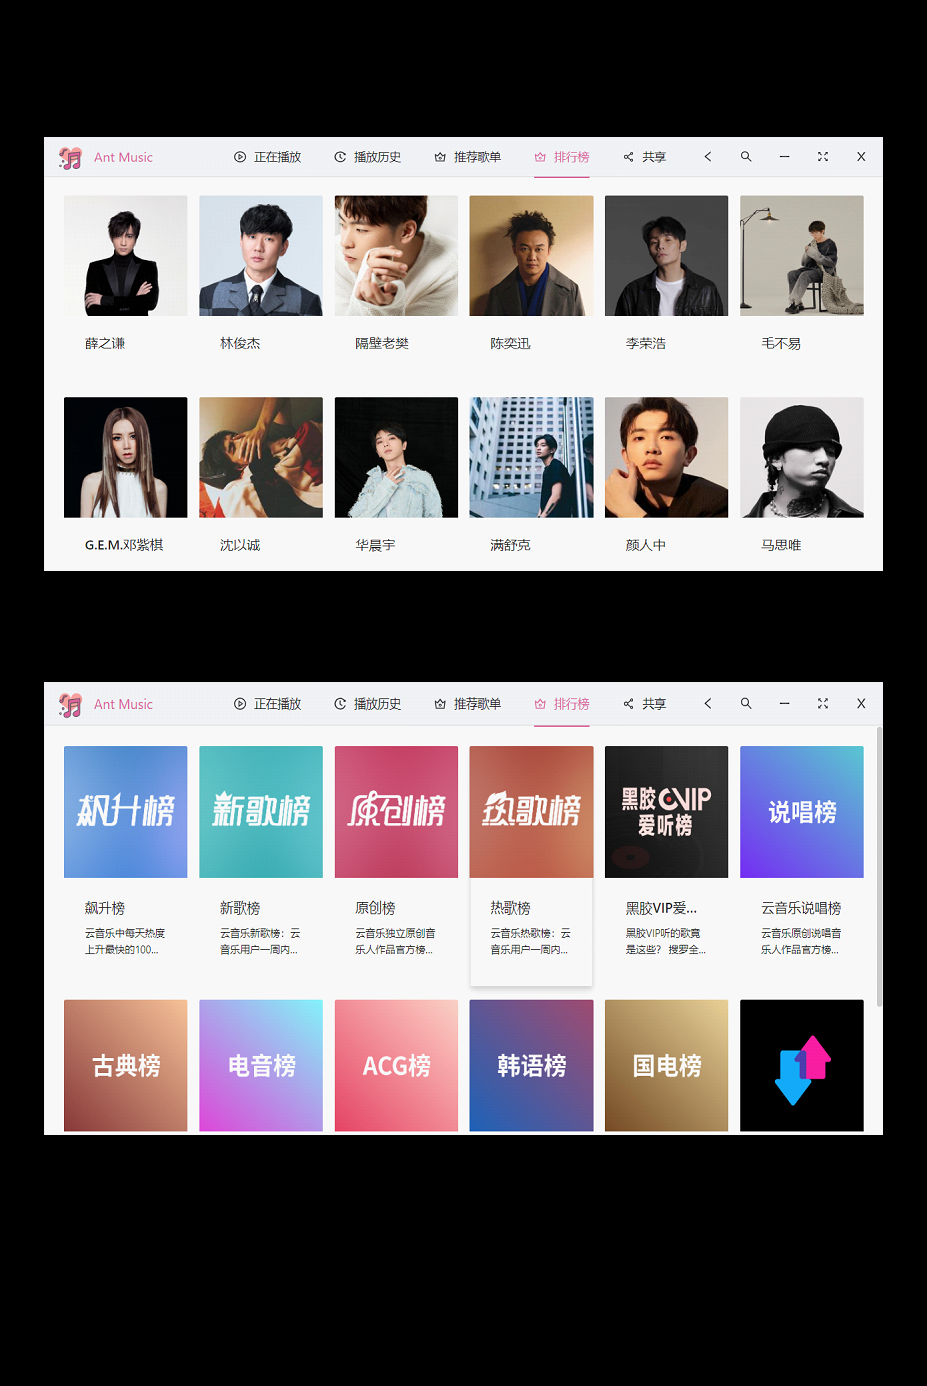 Ant Music 正在播放 播放历史 推荐歌单 排行榜 共享
薛之谦 林俊杰 隔壁老樊 陈奕迅 李荣浩 毛不易
G.E.M.邓紫棋 沈以诚 华晨宇 满舒克 颜人中 马思唯
Ant Music 正在播放 播放历史 推荐歌单 排行榜 共享
飙升榜 新歌榜 原创榜 热歌榜 黑胶VIP 说唱榜
爱听榜
飙升榜 新歌榜 原创榜 热歌榜 黑胶VIP爱... 云音乐说唱榜
云音乐中每天热度 云音乐新歌榜：云 云音乐独立原创音 云音乐热歌榜：云 黑胶VIP听的歌竟 云音乐原创说唱音
上升最快的100... 音乐用户一周内... 乐人作品官方榜... 音乐用户一周内... 是这些？ 搜罗全... 乐人作品官方榜...
古典榜 电音榜 ACG榜 韩语榜 国电榜